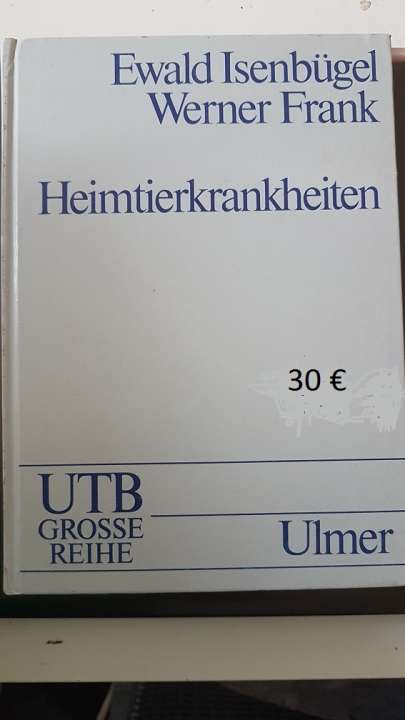 Ewald Isenbügel
Werner Frank
Heimtierkrankheiten
30 €
UTB
GROSSE
REIHE
Ulmer